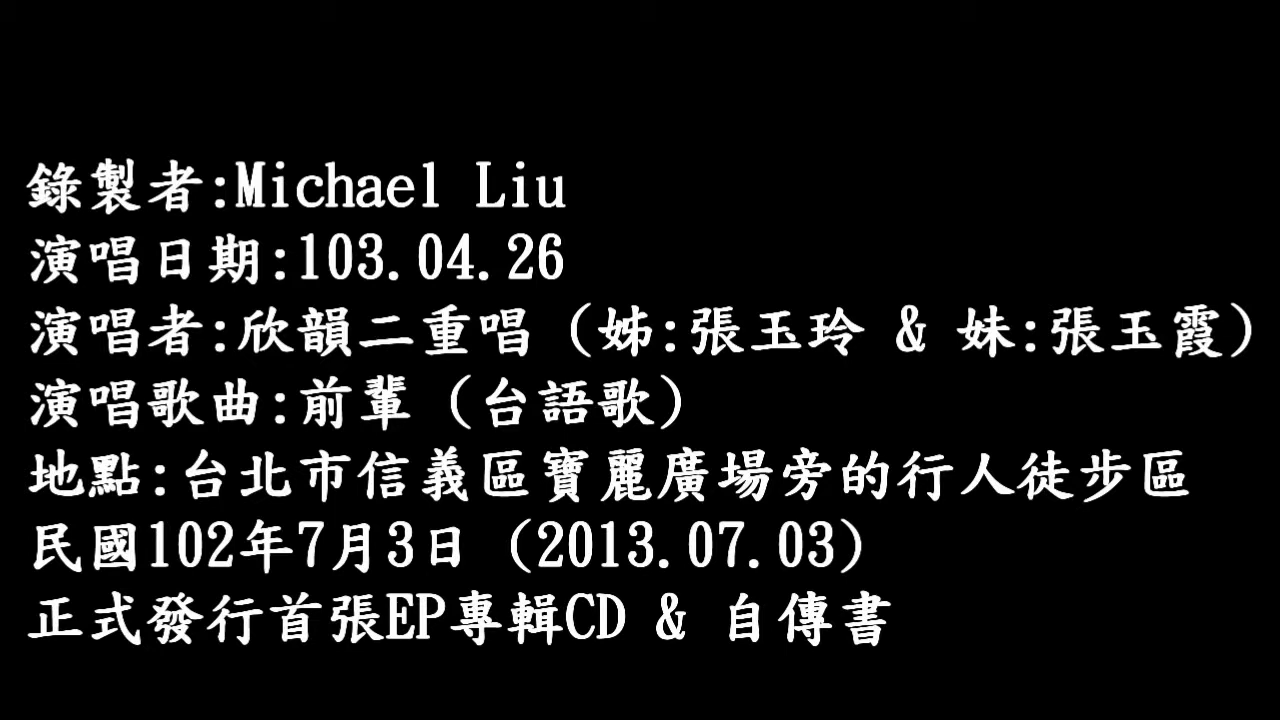 錄製者:Michael Liu
演唱日期:103.04.26
演唱者:欣韻二重唱 (姊:張玉玲 & 妹:張玉霞)
演唱歌曲:前輩 (台語歌)
地點:台北市信義區寶麗廣場旁的行人徒步區
民國102年7月3日 (2013.07.03)
正式發行首張EP專輯CD & 自傳書